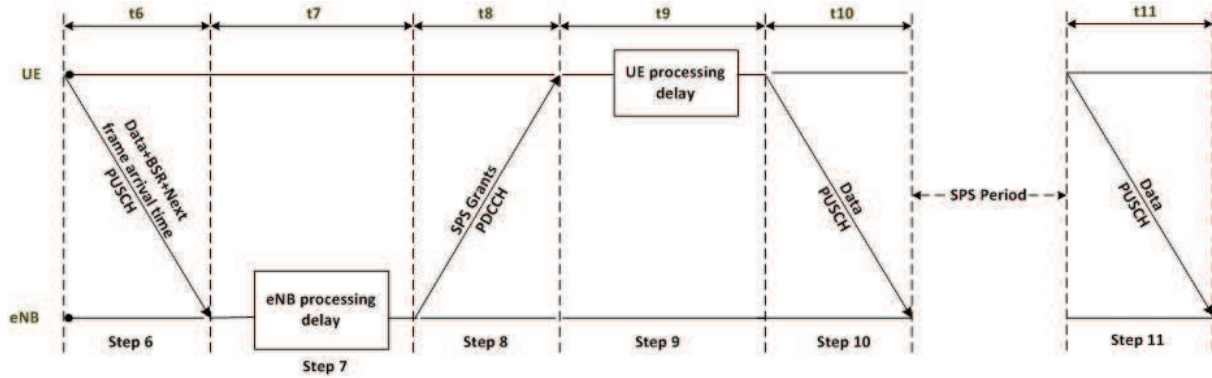 t6
t7
t8
t9
t10
t11
UE
UE processing
delay
Data+BSR+Next
frame arrival time
PUSCH
SPS Grants
PDCCH
Data
PUSCH
SPS Period
Data
PUSCH
eNB processing
delay
eNB
Step 6
Step 7
Step 8
Step 9
Step 10
Step 11